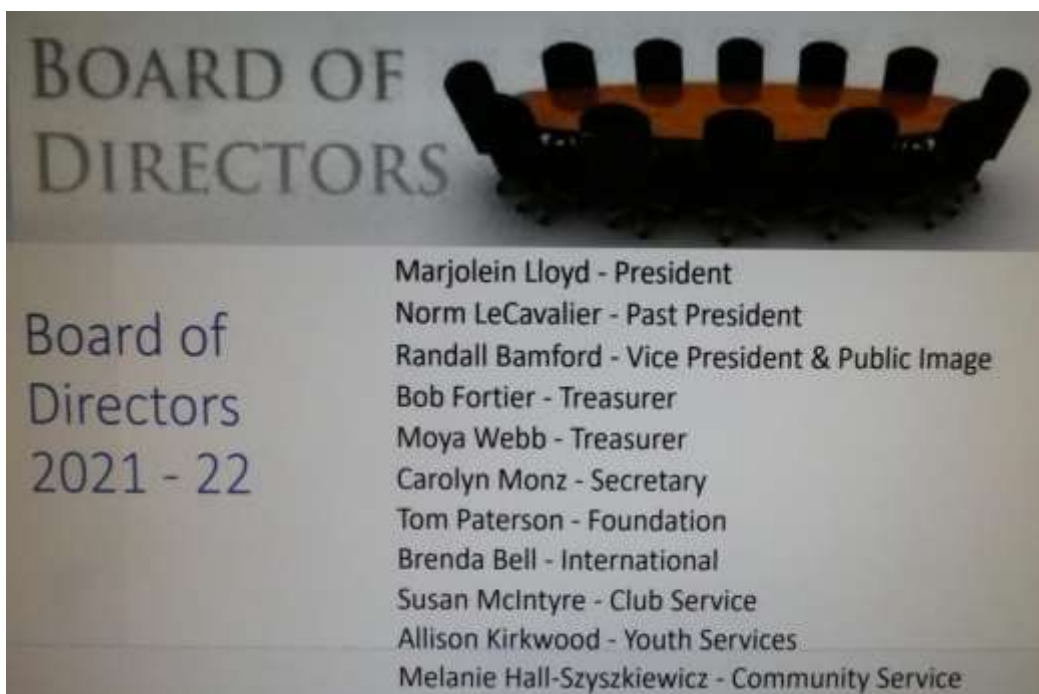 BOARD OF
DIRECTORS
Board of
Directors
2021 - 22
Marjolein Lloyd - President
Norm LeCavalier - Past President
Randall Bamford - Vice President & Public Image
Bob Fortier - Treasurer
Moya Webb - Treasurer
Carolyn Monz - Secretary
Tom Paterson - Foundation
Brenda Bell - International
Susan McIntyre - Club Service
Allison Kirkwood - Youth Services
Melanie Hall-Szyszkiewicz - Community Service